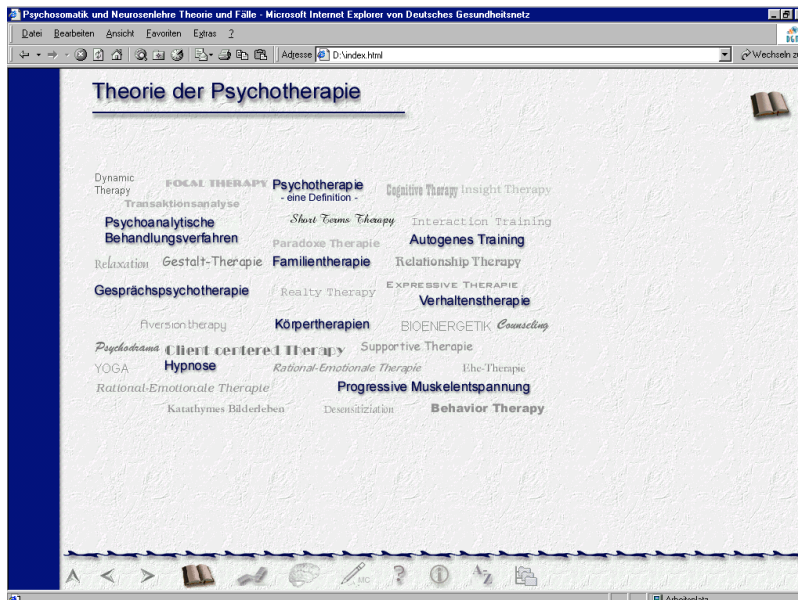 Psychosomatik und Neurosenlehre Theorie und Fälle - Microsoft Internet Explorer von Deutsches Gesundheitsnetz
Datei Bearbeiten Ansicht Favoriten Extras ?
Adresse D:\index.html Wechseln zu
Theorie der Psychotherapie
Dynamic
Therapy
FOCAL THERAPY
Psychotherapie
- eine Definition -
Cognitive Therapy
Insight Therapy
Transaktionsanalyse
Psychoanalytische
Behandlungsverfahren
Short Terms Therapy
Interaction Training
Paradoxe Therapie
Autogenes Training
Relaxation
Gestalt-Therapie
Familientherapie
Relationship Therapy
Gesprächspsychotherapie
Realty Therapy
EXPRESSIVE THERAPIE
Verhaltenstherapie
Aversion therapy
Körpertherapien
BIOENERGETIK
Counseling
Psychodrama
Client centered Therapy
Supportive Therapie
YOGA
Hypnose
Rational-Emotionale Therapie
Ehe-Therapie
Rational-Emotionale Therapie
Progressive Muskelentspannung
Katathymes Bilderleben
Desensitiziation
Behavior Therapy
MC
?
A-Z
Arbeitsplatz